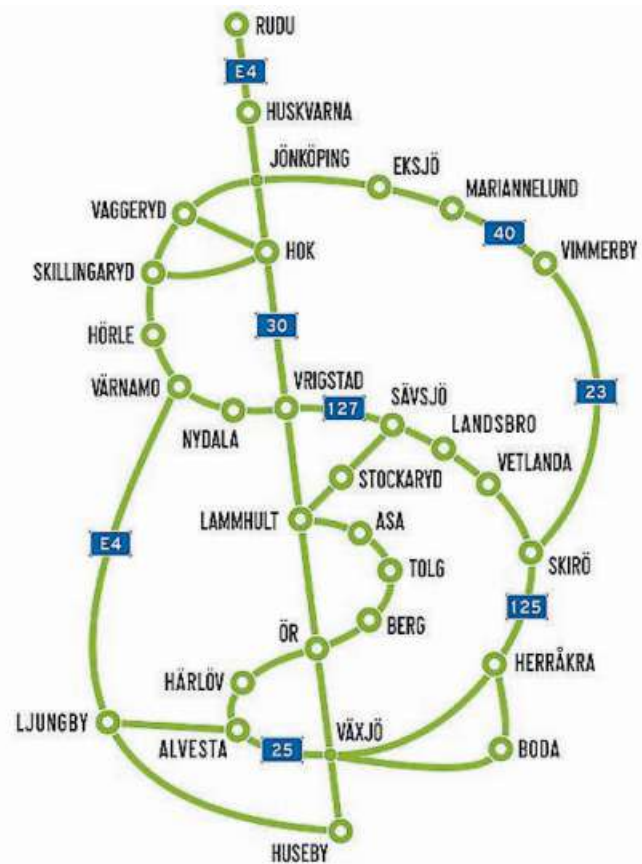 RUDU
E4
HUSKVARNA
JÖNKÖPING
EKSJÖ
MARIANNELUND
VAGGERYD
40
HOK
VIMMERBY
SKILLINGARYD
30
HÖRLE
VÄRNAMO
VRIGSTAD
127
SÄVSJÖ
23
NYDALA
LANDSBRO
VETLANDA
STOCKARYD
LAMMHULT
ASA
E4
SKIRÖ
TOLG
125
BERG
ÖR
HERRÅKRA
HÄRLÖV
LJUNGBY
ALVESTA
25
VÄXJÖ
BODA
HUSEBY